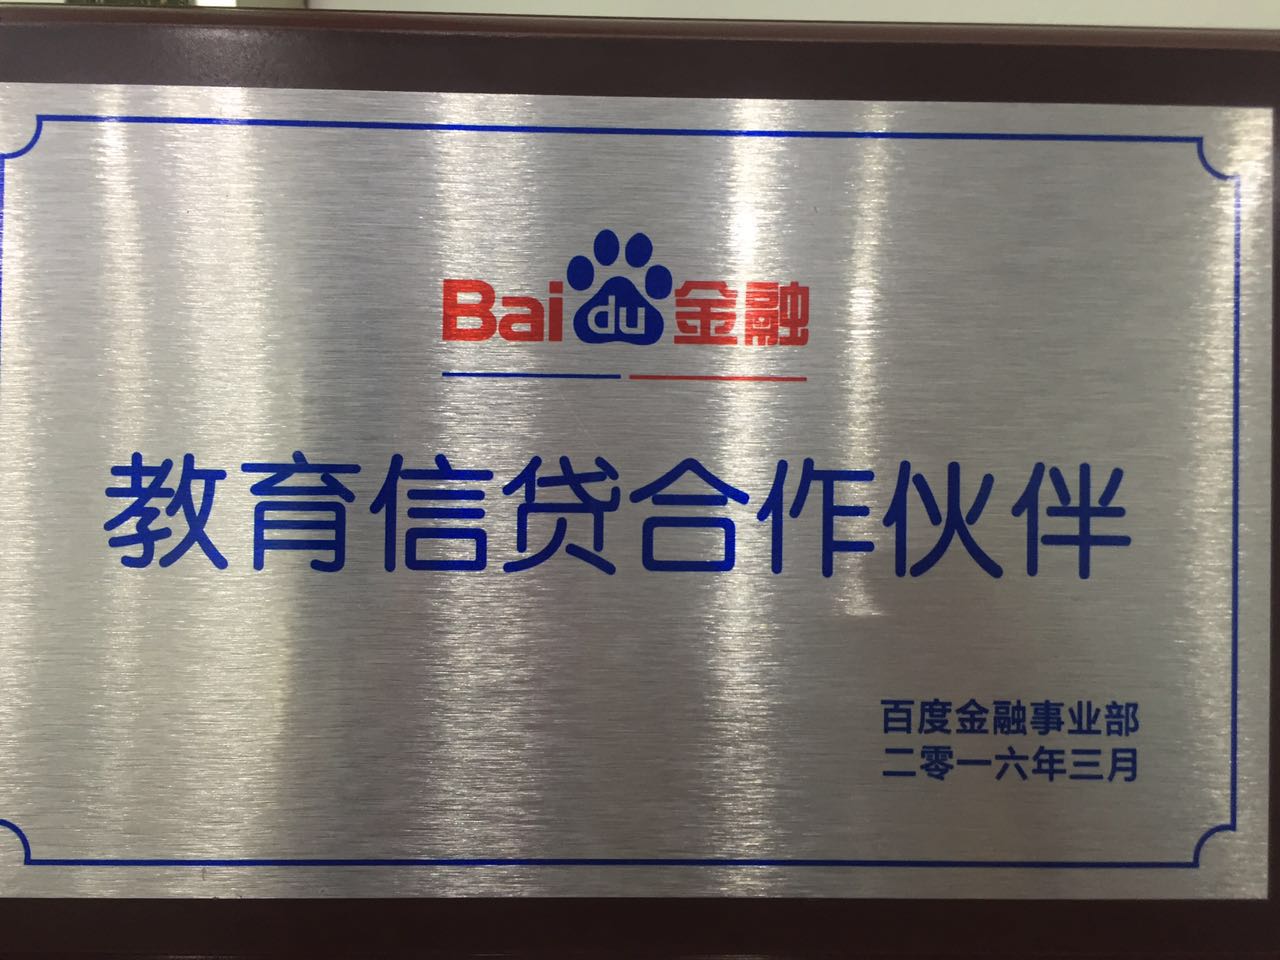 Baidu金融
教育信贷合作伙伴
百度金融事业部
二零一六年三月